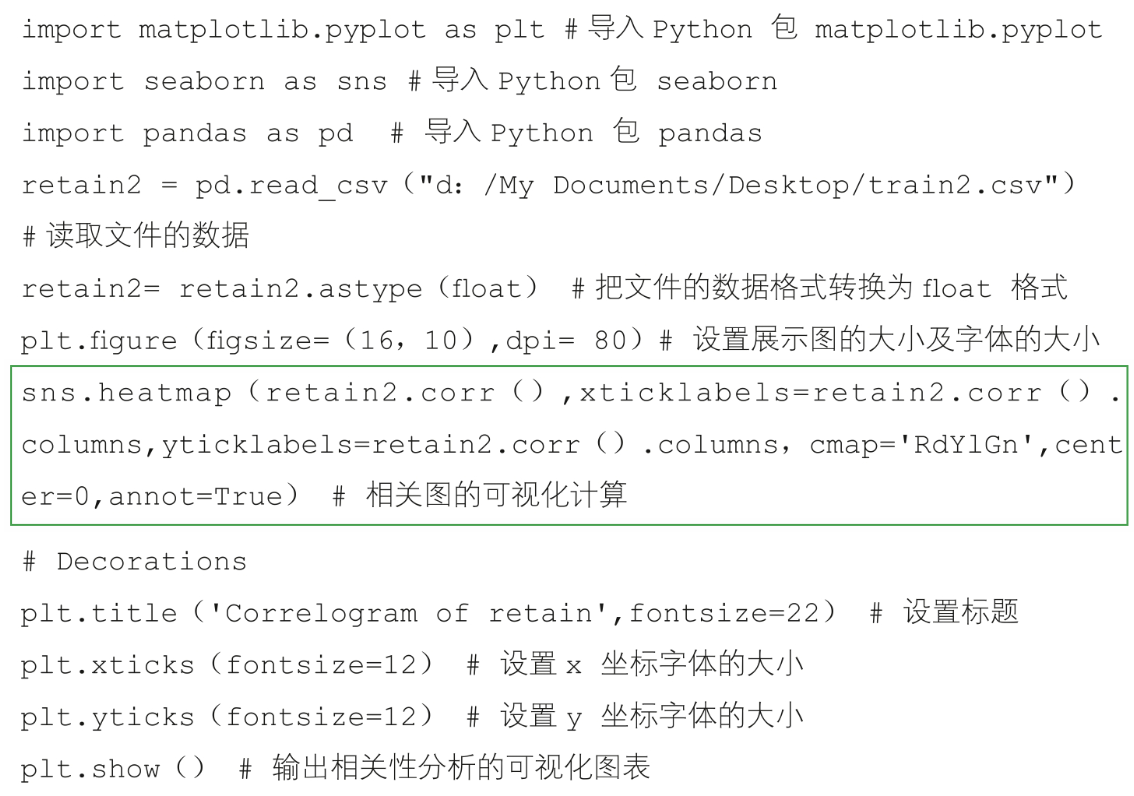 import matplotlib.pyplot as plt # 导入 Python 包 matplotlib.pyplot
import seaborn as sns # 导入 Python 包 seaborn
import pandas as pd # 导入 Python 包 pandas
retain2 = pd.read_csv（"d：/My Documents/Desktop/train2.csv"）
# 读取文件的数据
retain2= retain2.astype（float） # 把文件的数据格式转换为 float 格式
plt.figure（figsize=（16，10）,dpi= 80）# 设置展示图的大小及字体的大小
sns.heatmap（retain2.corr（）,xticklabels=retain2.corr（）.
columns,yticklabels=retain2.corr（）.columns，cmap='RdYlGn',cent
er=0,annot=True） # 相关图的可视化计算
# Decorations
plt.title（'Correlogram of retain',fontsize=22） # 设置标题
plt.xticks（fontsize=12） # 设置 x 坐标字体的大小
plt.yticks（fontsize=12） # 设置 y 坐标字体的大小
plt.show（） # 输出相关性分析的可视化图表